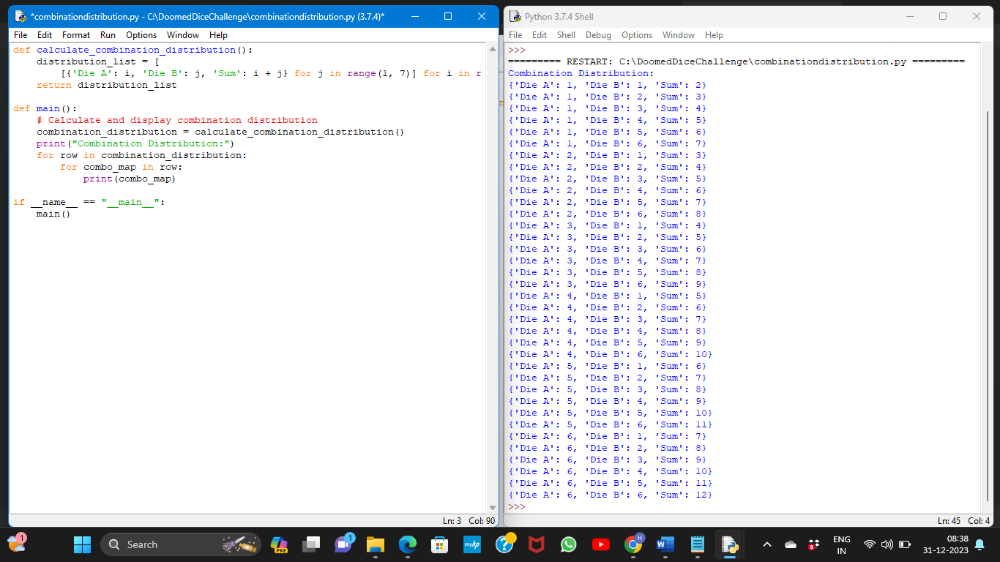 *combinationdistribution.py - C:\DoomedDiceChallenge\combinationdistribution.py (3.7.4)*
File Edit Format Run Options Window Help
def calculate_combination_distribution():
    distribution_list = [
        [{'Die A': i, 'Die B': j, 'Sum': i + j} for j in range(1, 7)] for i in r
    return distribution_list
def main():
    # Calculate and display combination distribution
    combination_distribution = calculate_combination_distribution()
    print("Combination Distribution:")
    for row in combination_distribution:
        for combo_map in row:
            print(combo_map)
if __name__ == "__main__":
    main()
Ln: 3 Col: 90
Python 3.7.4 Shell
File Edit Shell Debug Options Window Help
>>>
========= RESTART: C:\DoomedDiceChallenge\combinationdistribution.py =========
Combination Distribution:
{'Die A': 1, 'Die B': 1, 'Sum': 2}
{'Die A': 1, 'Die B': 2, 'Sum': 3}
{'Die A': 1, 'Die B': 3, 'Sum': 4}
{'Die A': 1, 'Die B': 4, 'Sum': 5}
{'Die A': 1, 'Die B': 5, 'Sum': 6}
{'Die A': 1, 'Die B': 6, 'Sum': 7}
{'Die A': 2, 'Die B': 1, 'Sum': 3}
{'Die A': 2, 'Die B': 2, 'Sum': 4}
{'Die A': 2, 'Die B': 3, 'Sum': 5}
{'Die A': 2, 'Die B': 4, 'Sum': 6}
{'Die A': 2, 'Die B': 5, 'Sum': 7}
{'Die A': 2, 'Die B': 6, 'Sum': 8}
{'Die A': 3, 'Die B': 1, 'Sum': 4}
{'Die A': 3, 'Die B': 2, 'Sum': 5}
{'Die A': 3, 'Die B': 3, 'Sum': 6}
{'Die A': 3, 'Die B': 4, 'Sum': 7}
{'Die A': 3, 'Die B': 5, 'Sum': 8}
{'Die A': 3, 'Die B': 6, 'Sum': 9}
{'Die A': 4, 'Die B': 1, 'Sum': 5}
{'Die A': 4, 'Die B': 2, 'Sum': 6}
{'Die A': 4, 'Die B': 3, 'Sum': 7}
{'Die A': 4, 'Die B': 4, 'Sum': 8}
{'Die A': 4, 'Die B': 5, 'Sum': 9}
{'Die A': 4, 'Die B': 6, 'Sum': 10}
{'Die A': 5, 'Die B': 1, 'Sum': 6}
{'Die A': 5, 'Die B': 2, 'Sum': 7}
{'Die A': 5, 'Die B': 3, 'Sum': 8}
{'Die A': 5, 'Die B': 4, 'Sum': 9}
{'Die A': 5, 'Die B': 5, 'Sum': 10}
{'Die A': 5, 'Die B': 6, 'Sum': 11}
{'Die A': 6, 'Die B': 1, 'Sum': 7}
{'Die A': 6, 'Die B': 2, 'Sum': 8}
{'Die A': 6, 'Die B': 3, 'Sum': 9}
{'Die A': 6, 'Die B': 4, 'Sum': 10}
{'Die A': 6, 'Die B': 5, 'Sum': 11}
{'Die A': 6, 'Die B': 6, 'Sum': 12}
>>>
Ln: 45 Col: 4
1
Search
PRE
1
myhp
?
H
W
8
ENG
IN
08:38
31-12-2023